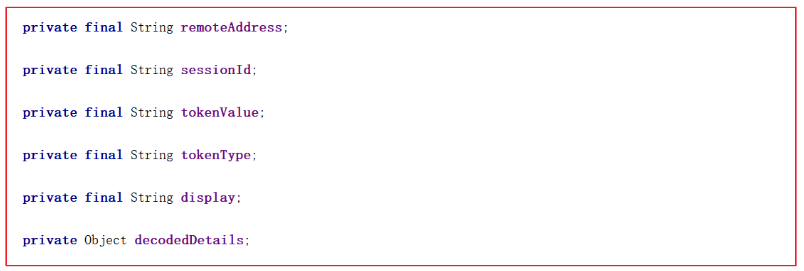 private final String remoteAddress;
private final String sessionId;
private final String tokenValue;
private final String tokenType;
private final String display;
private Object decodedDetails;